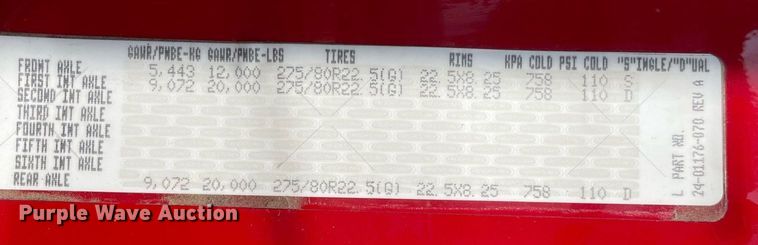 GAWR/PNBE-KG GAWR/PNBE-LBS TIRES RIMS KPA COLD PSI COLD "S"INGLE/"D"UAL
FRONT AXLE 5,443 12,000 275/80R22.5(G) 22.5X8.25 758 110 S
FIRST INT AXLE 9,072 20,000 275/80R22.5(G) 22.5X8.25 758 110 D
SECOND INT AXLE
THIRD INT AXLE
FOURTH INT AXLE
FIFTH INT AXLE
SIXTH INT AXLE
REAR AXLE 9,072 20,000 275/80R22.5(G) 22.5X8.25 758 110 D
L PART NO.
24-01176-070 REV A
Purple Wave Auction